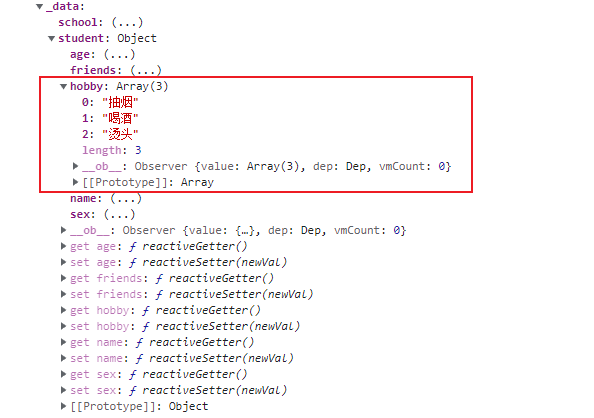 ▼_data:
school: (...)
▼student: Object
age: (...)
friends: (...)
▼hobby: Array(3)
0: "抽烟"
1: "喝酒"
2: "烫头"
length: 3
▶__ob__: Observer {value: Array(3), dep: Dep, vmCount: 0}
▶[[Prototype]]: Array
name: (...)
sex: (...)
▶__ob__: Observer {value: {…}, dep: Dep, vmCount: 0}
▶get age: ƒ reactiveGetter()
▶set age: ƒ reactiveSetter(newVal)
▶get friends: ƒ reactiveGetter()
▶set friends: ƒ reactiveSetter(newVal)
▶get hobby: ƒ reactiveGetter()
▶set hobby: ƒ reactiveSetter(newVal)
▶get name: ƒ reactiveGetter()
▶set name: ƒ reactiveSetter(newVal)
▶get sex: ƒ reactiveGetter()
▶set sex: ƒ reactiveSetter(newVal)
▶[[Prototype]]: Object